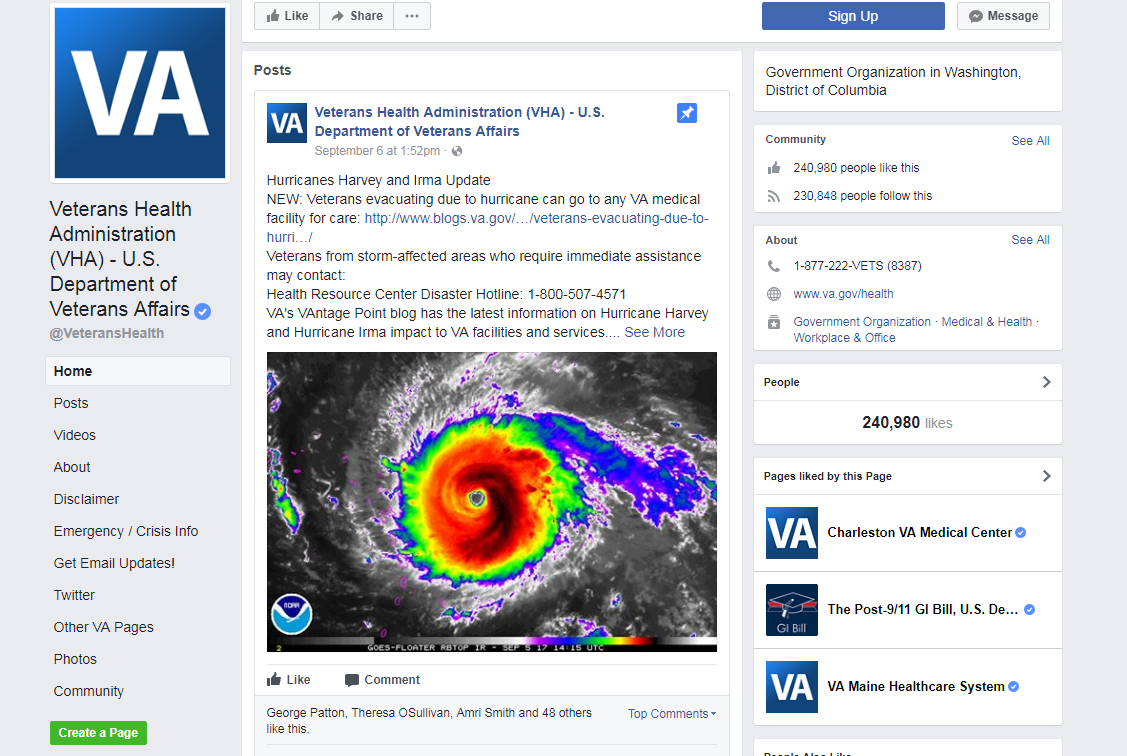 Like
Share
Sign Up
Message
VA
Veterans Health
Administration
(VHA) - U.S.
Department of
Veterans Affairs
@VeteransHealth
Home
Posts
Videos
About
Disclaimer
Emergency / Crisis Info
Get Email Updates!
Twitter
Other VA Pages
Photos
Community
Create a Page
Posts
VA
Veterans Health Administration (VHA) - U.S.
Department of Veterans Affairs
September 6 at 1:52pm ·
Hurricanes Harvey and Irma Update
NEW: Veterans evacuating due to hurricane can go to any VA medical
facility for care: http://www.blogs.va.gov/…/veterans-evacuating-due-to-
hurri…/
Veterans from storm-affected areas who require immediate assistance
may contact:
Health Resource Center Disaster Hotline: 1-800-507-4571
VA's VAntage Point blog has the latest information on Hurricane Harvey
and Hurricane Irma impact to VA facilities and services.... See More
NOAA
2 GOES-FLOATER RBTOP IR - SEP 5 17 14:15 UTC
Like
Comment
George Patton, Theresa OSullivan, Amri Smith and 48 others
like this.
Top Comments
Government Organization in Washington,
District of Columbia
Community
See All
240,980 people like this
230,848 people follow this
About
See All
1-877-222-VETS (8387)
www.va.gov/health
Government Organization · Medical & Health ·
Workplace & Office
People
240,980 likes
Pages liked by this Page
VA
Charleston VA Medical Center
GI Bill
The Post-9/11 GI Bill, U.S. De...
VA
VA Maine Healthcare System
People Also Like